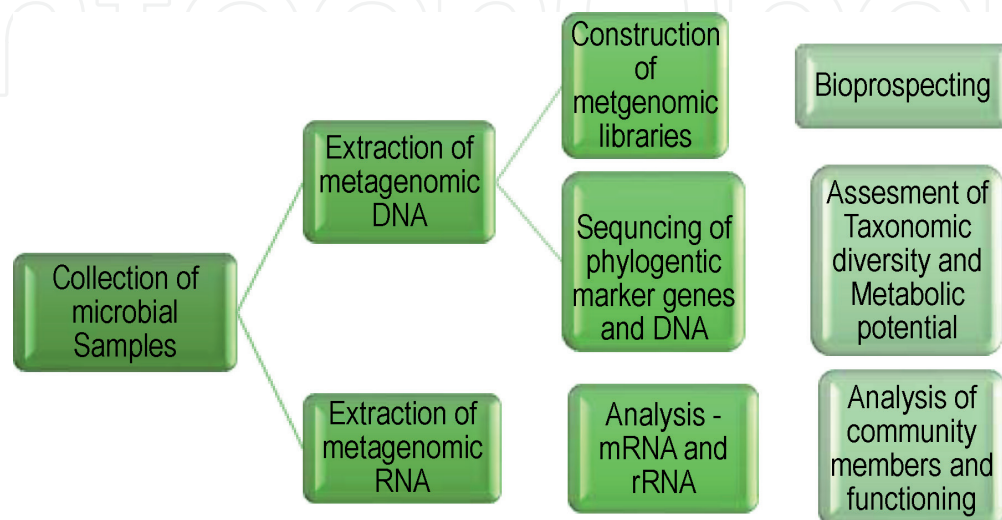 Collection of
microbial
Samples
Extraction of
metagenomic
DNA
Extraction of
metagenomic
RNA
Construction
of
metgenomic
libraries
Sequncing of
phylogentic
marker genes
and DNA
Analysis -
mRNA and
rRNA
Bioprospecting
Assesment of
Taxonomic
diversity and
Metabolic
potential
Analysis of
community
members and
functioning